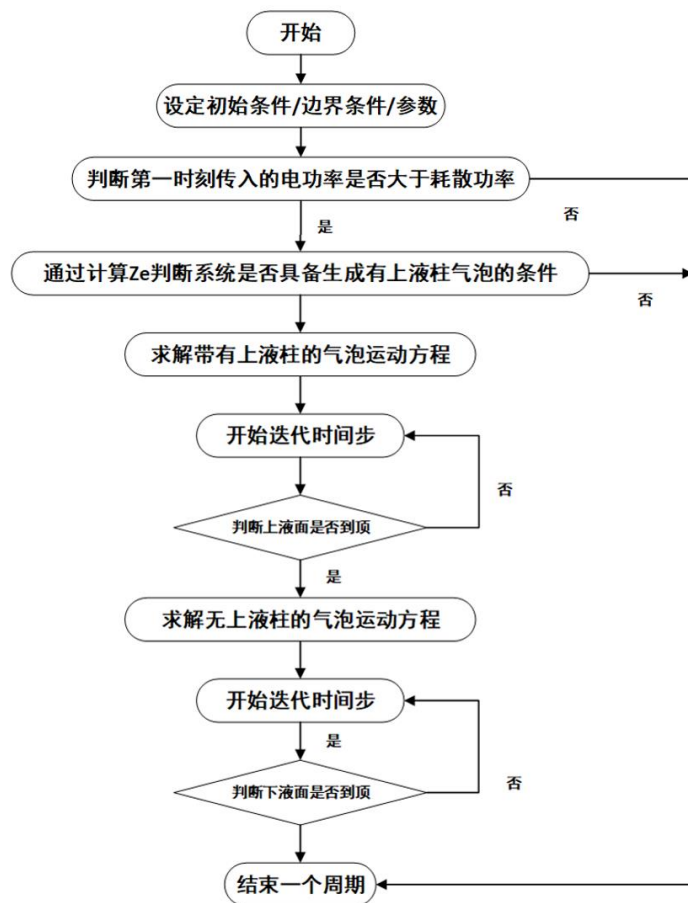 开始
设定初始条件/边界条件/参数
判断第一时刻传入的电功率是否大于耗散功率
否
是
通过计算Ze判断系统是否具备生成有上液柱气泡的条件
否
求解带有上液柱的气泡运动方程
开始迭代时间步
否
判断上液面是否到顶
是
求解无上液柱的气泡运动方程
开始迭代时间步
是
否
判断下液面是否到顶
结束一个周期